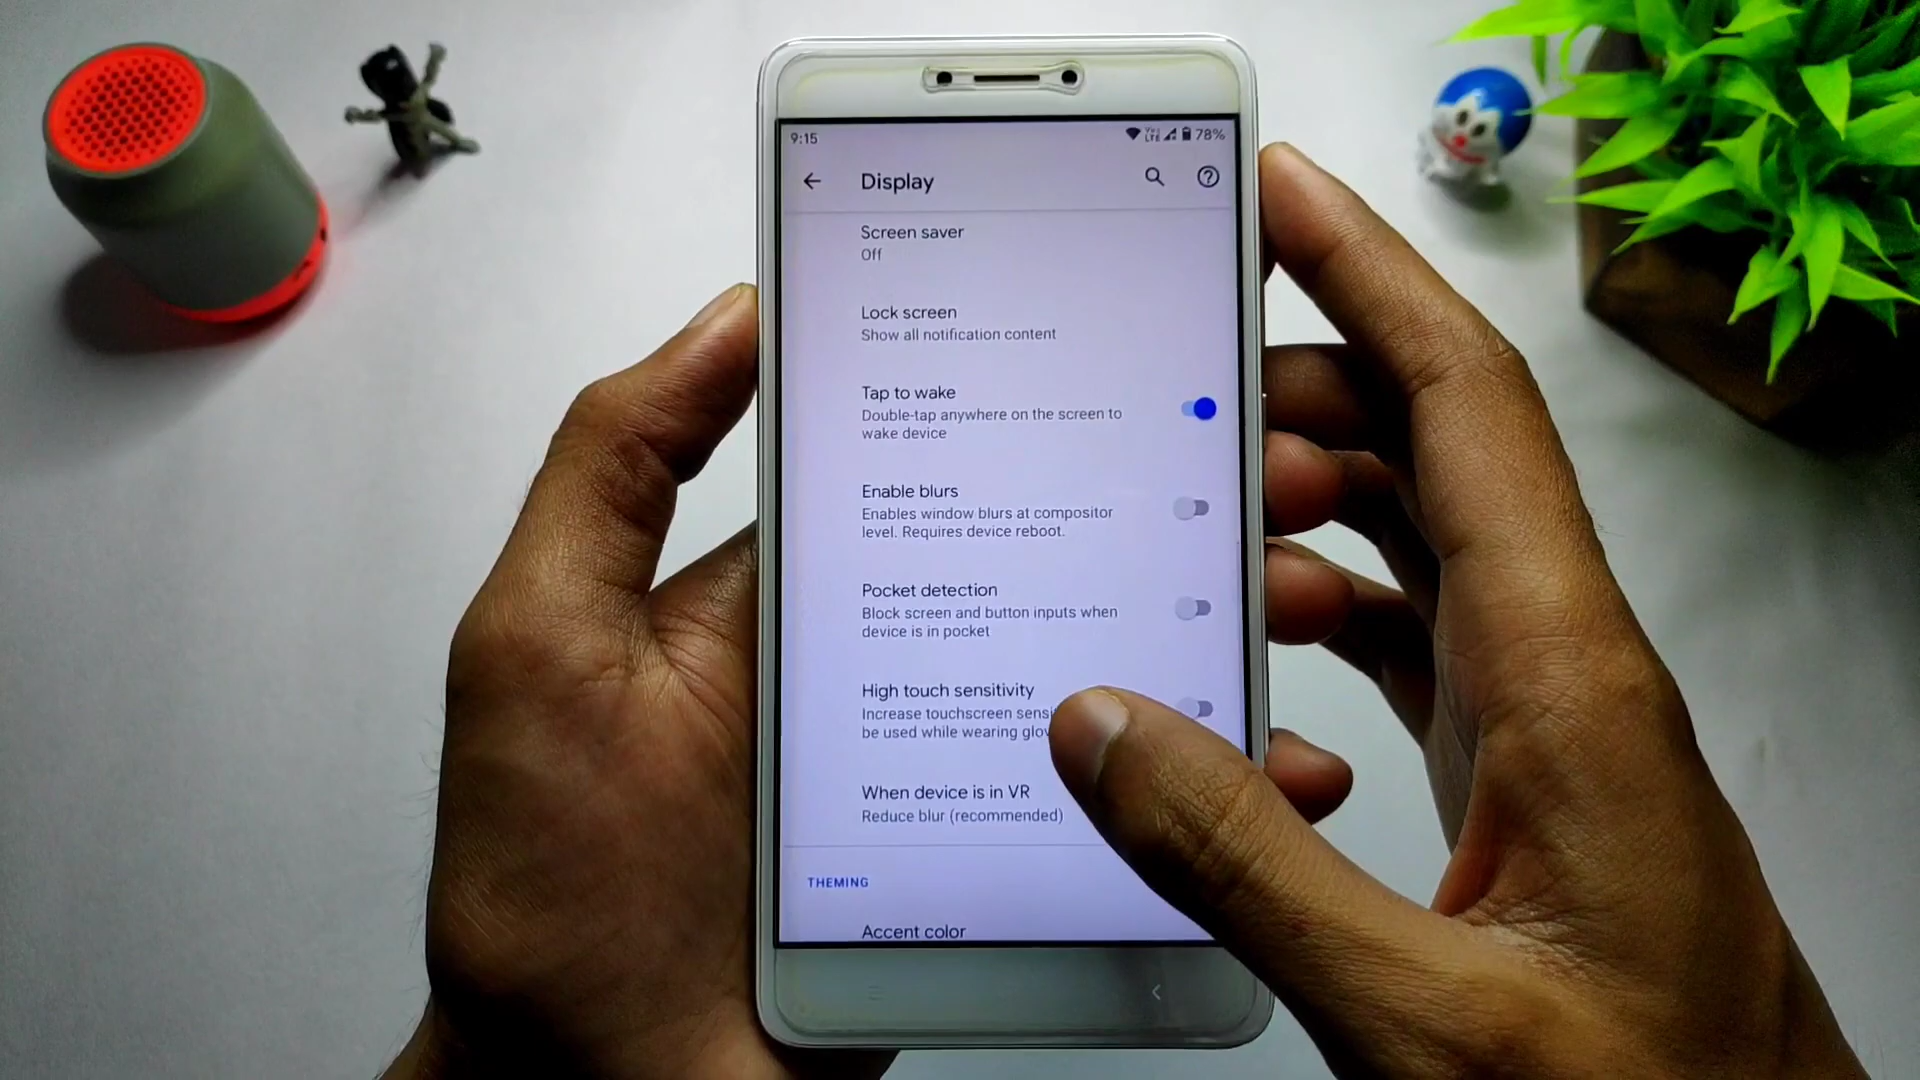 9:15
Vo LTE 78%
Display
Screen saver
Off
Lock screen
Show all notification content
Tap to wake
Double-tap anywhere on the screen to
wake device
Enable blurs
Enables window blurs at compositor
level. Requires device reboot.
Pocket detection
Block screen and button inputs when
device is in pocket
High touch sensitivity
Increase touchscreen
be used while wearing
When device is in VR
Reduce blur (recommended)
THEMING
Accent color